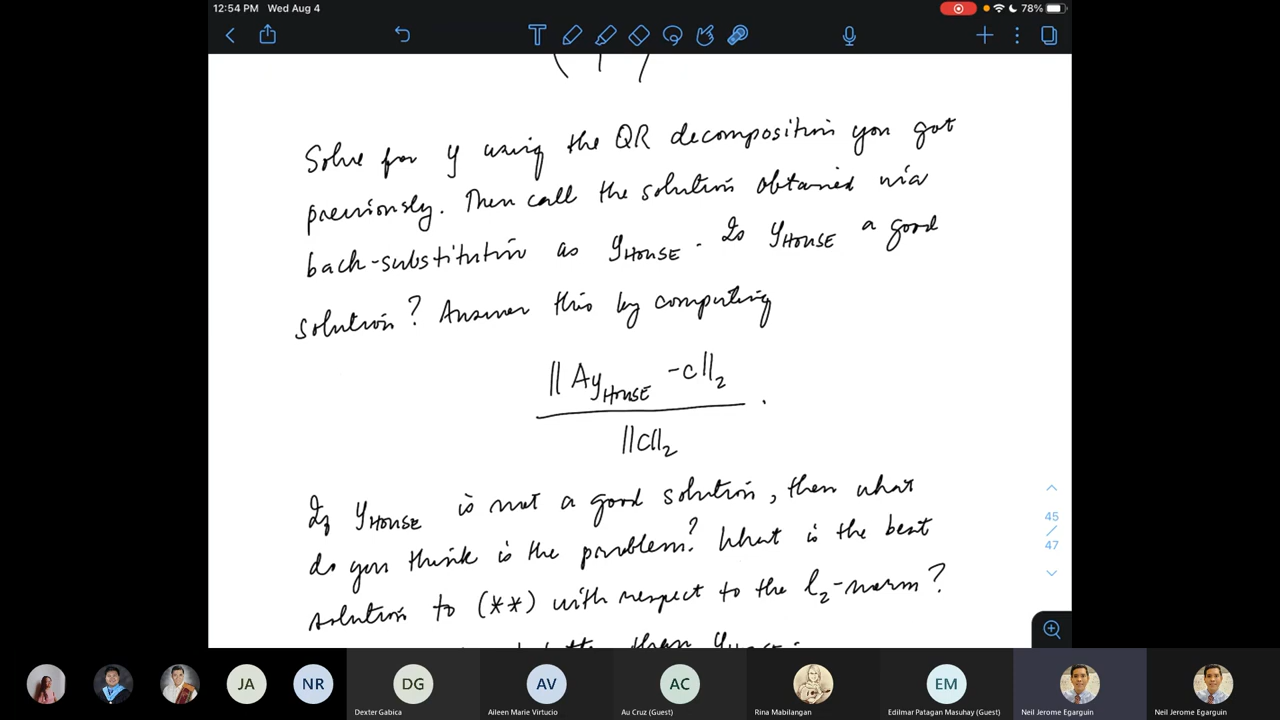 12:54 PM Wed Aug 4
78%
T
Solve for y using the QR decomposition you got
previously. Then call the solution obtained via
back-substitution as yHOUSE. Is yHOUSE a good
solution? Answer this by computing
|| AyHOUSE - c||2
||c||2
If yHOUSE is not a good solution, then what
do you think is the problem? What is the best
solution to (**) with respect to the l2-norm?
than yHOUSE.
45
/
47
JA
NR
DG
AV
AC
EM
Dexter Gabica
Aileen Marie Virtucio
Au Cruz (Guest)
Rina Mabilangan
Edilmar Patagan Masuhay (Guest)
Neil Jerome Egarguin
Neil Jerome Egarguin